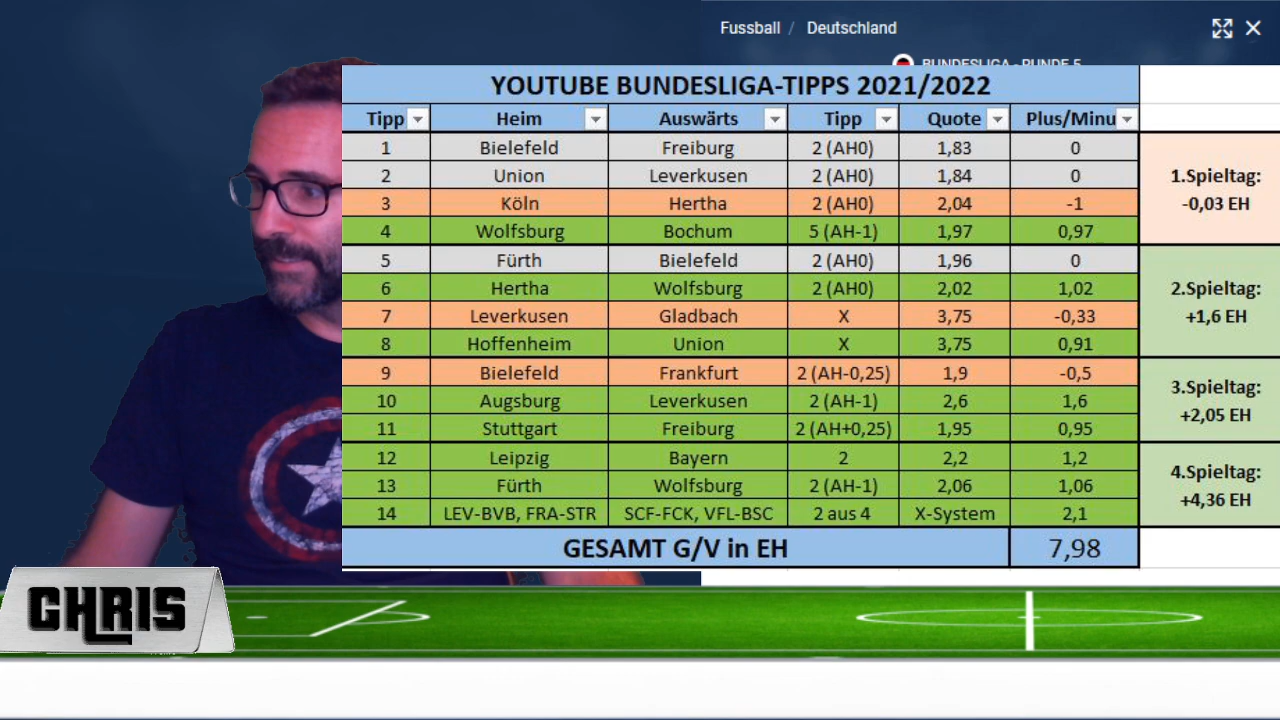 Fussball / Deutschland
BUNDESLIGA - RUNDE 5
YOUTUBE BUNDESLIGA-TIPPS 2021/2022
Tipp Heim Auswärts Tipp Quote Plus/Minu
1 Bielefeld Freiburg 2 (AH0) 1,83 0
2 Union Leverkusen 2 (AH0) 1,84 0
3 Köln Hertha 2 (AH0) 2,04 -1
4 Wolfsburg Bochum 5 (AH-1) 1,97 0,97
1.Spieltag:
-0,03 EH
5 Fürth Bielefeld 2 (AH0) 1,96 0
6 Hertha Wolfsburg 2 (AH0) 2,02 1,02
7 Leverkusen Gladbach X 3,75 -0,33
8 Hoffenheim Union X 3,75 0,91
2.Spieltag:
+1,6 EH
9 Bielefeld Frankfurt 2 (AH-0,25) 1,9 -0,5
10 Augsburg Leverkusen 2 (AH-1) 2,6 1,6
11 Stuttgart Freiburg 2 (AH+0,25) 1,95 0,95
3.Spieltag:
+2,05 EH
12 Leipzig Bayern 2 2,2 1,2
13 Fürth Wolfsburg 2 (AH-1) 2,06 1,06
14 LEV-BVB, FRA-STR SCF-FCK, VFL-BSC 2 aus 4 X-System 2,1
4.Spieltag:
+4,36 EH
GESAMT G/V in EH 7,98
CHRIS